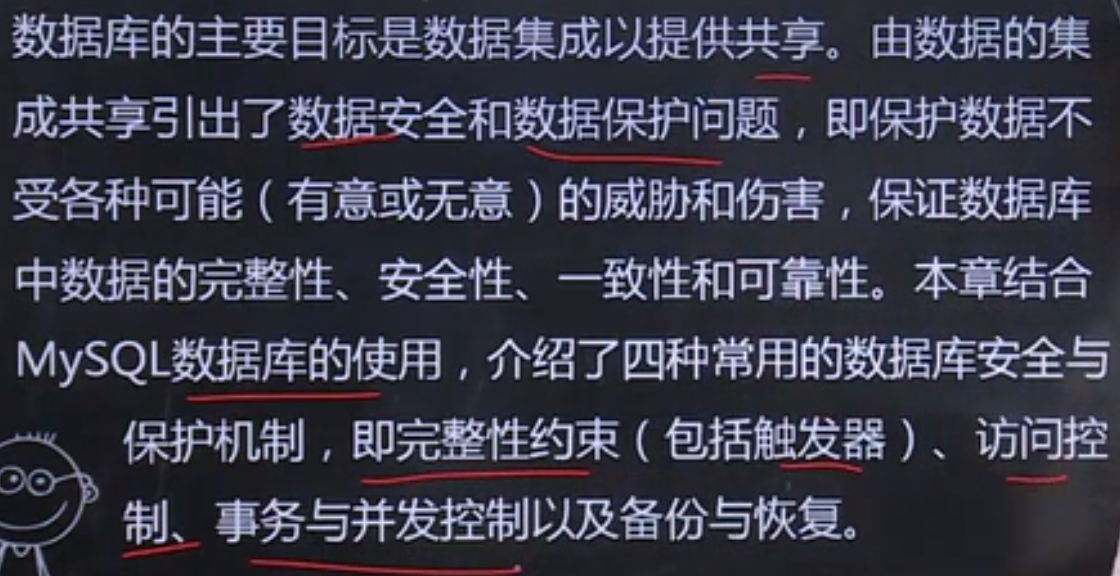 数据库的主要目标是数据集成以提供共享。由数据的集
成共享引出了数据安全和数据保护问题，即保护数据不
受各种可能（有意或无意）的威胁和伤害，保证数据库
中数据的完整性、安全性、一致性和可靠性。本章结合
MySQL数据库的使用，介绍了四种常用的数据库安全与
保护机制，即完整性约束（包括触发器）、访问控
制、事务与并发控制以及备份与恢复。